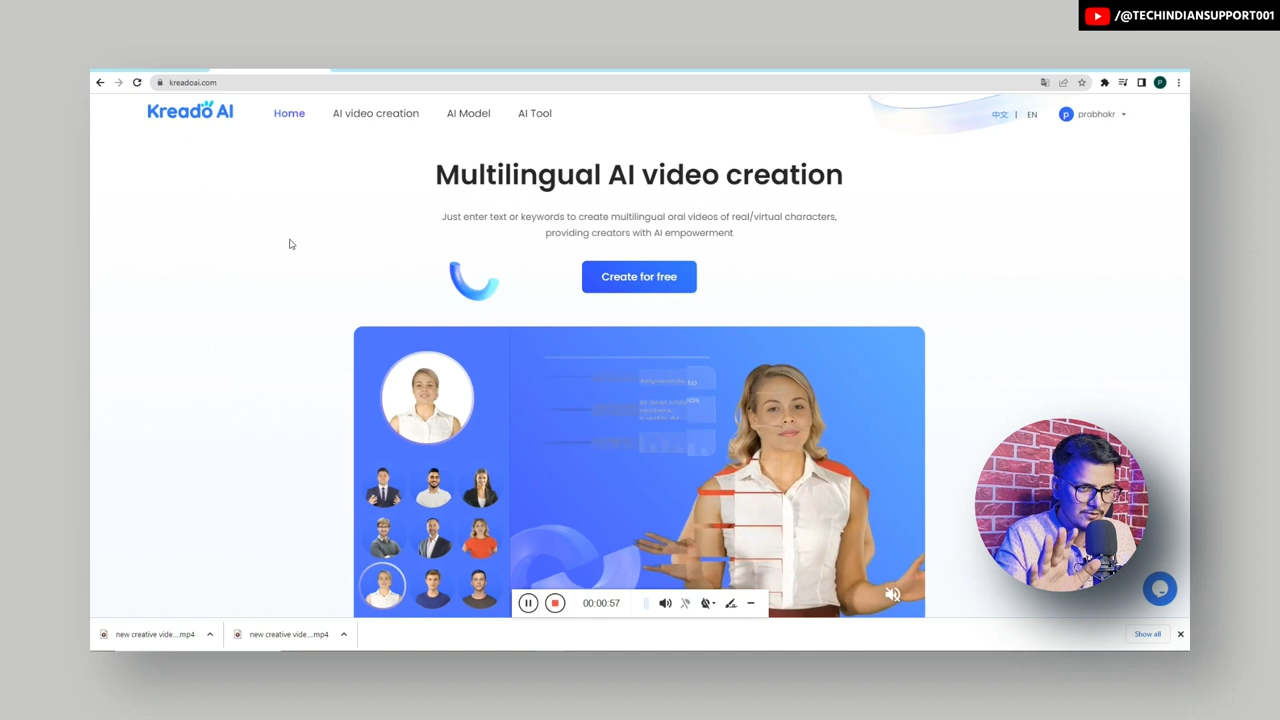 /@TECHINDIANSUPPORT001
kreadoai.com
P
Kreado AI
Home
AI video creation
AI Model
AI Tool
中文 | EN
p
prabhakr
Multilingual AI video creation
Just enter text or keywords to create multilingual oral videos of real/virtual characters,
providing creators with AI empowerment
Create for free
to
00:00:57
new creative vide....mp4
new creative vide....mp4
Show all